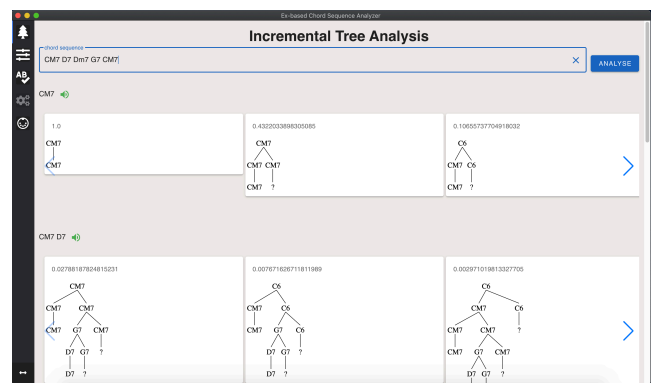 Ex-based Chord Sequence Analyzer
Incremental Tree Analysis
chord sequence
CM7 D7 Dm7 G7 CM7
ANALYSE
CM7
1.0
0.4322033898305085
0.10655737704918032
CM7
CM7
CM7
CM7 CM7
CM7 ?
C6
CM7 C6
CM7 ?
CM7 D7
0.02788187824815231
0.007671626711811989
0.002971019813327705
CM7
CM7 CM7
CM7 G7 CM7
D7 G7 ?
D7 ?
C6
CM7 C6
CM7 G7 C6
D7 G7 ?
D7 ?
C6
CM7 C6
CM7 CM7 ?
CM7 G7 CM7
D7 G7 ?